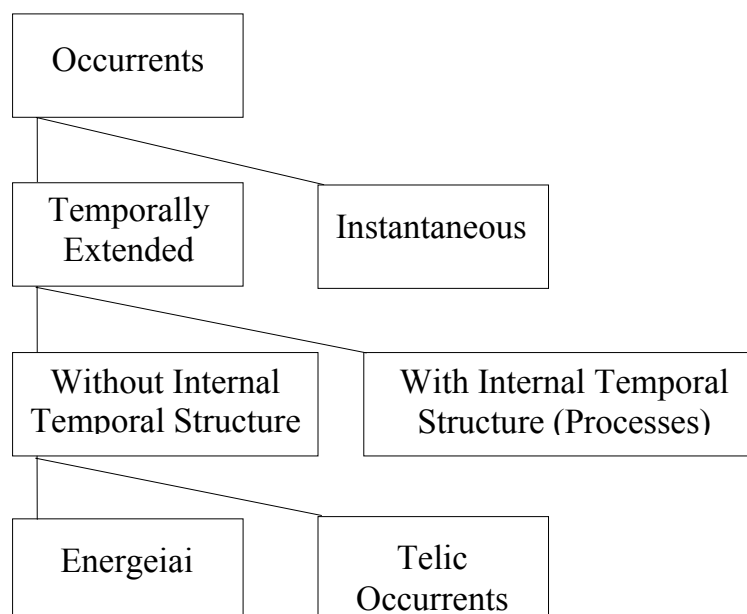 Occurrents
Temporally
Extended
Instantaneous
Without Internal
Temporal Structure
With Internal Temporal
Structure (Processes)
Energeiai
Telic
Occurrents